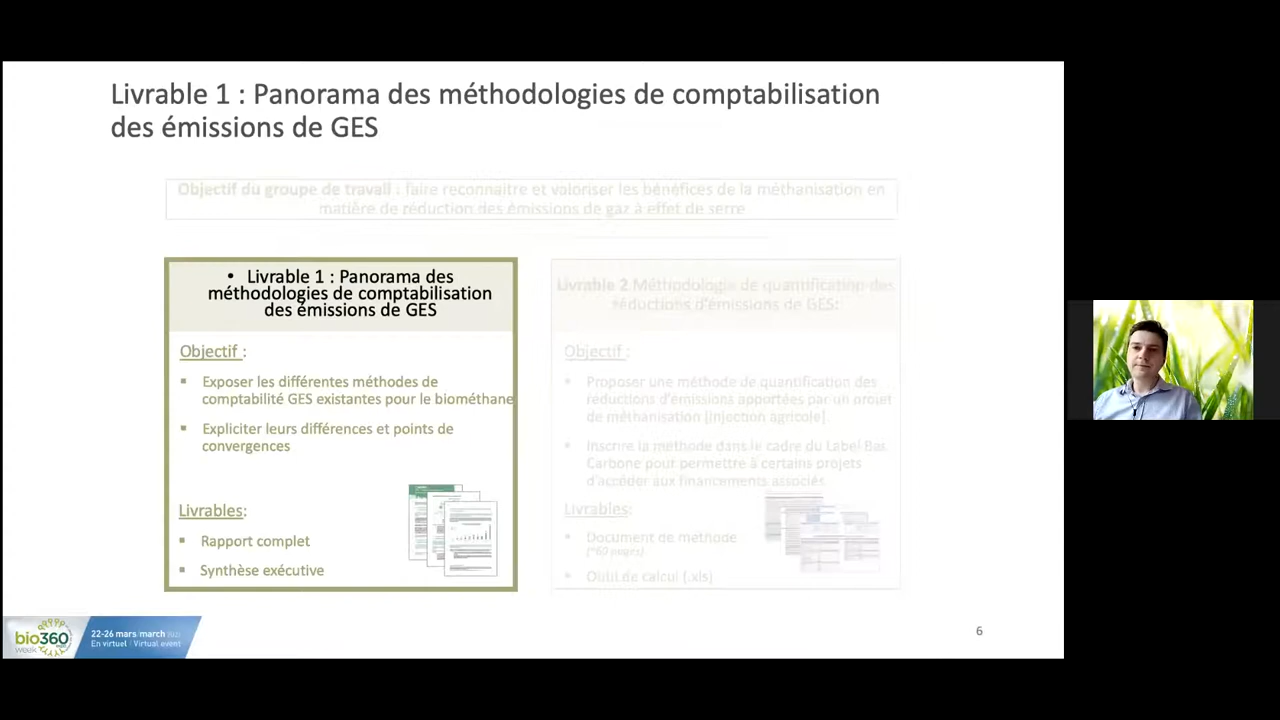 Livrable 1 : Panorama des méthodologies de comptabilisation
des émissions de GES
Objectif du groupe de travail : faire reconnaitre et valoriser les bénéfices de la méthanisation en
matière de réduction des émissions de gaz à effet de serre
• Livrable 1 : Panorama des
méthodologies de comptabilisation
des émissions de GES
Objectif :
▪ Exposer les différentes méthodes de
comptabilité GES existantes pour le biométhane
▪ Expliciter leurs différences et points de
convergences
Livrables:
▪ Rapport complet
▪ Synthèse exécutive
Livrable 2 Méthodologie de quantification des
réductions d'émissions de GES:
Objectif :
• Proposer une méthode de quantification des
réductions d'émissions apportées par un projet
de méthanisation [injection agricole].
• Inscrire la méthode dans le cadre du Label Bas
Carbone pour permettre à certains projets
d'accéder aux financements associés
Livrables:
• Document de méthode
(~60 pages)
• Outil de calcul (.xls)
bio360
week
22-26 mars/march
En virtuel / Virtual event
6